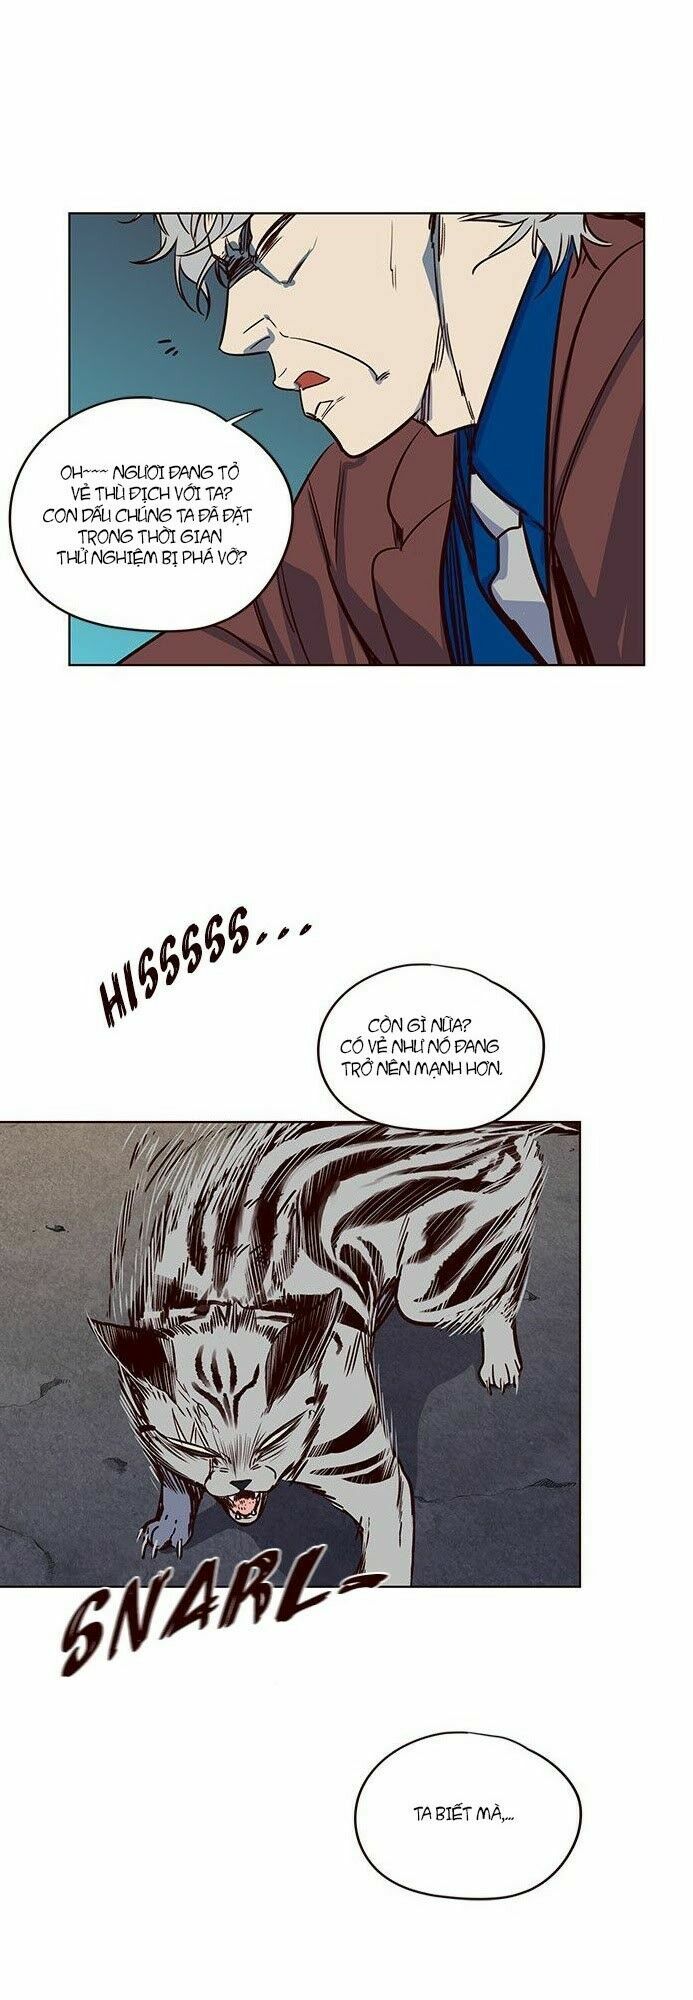 OH~~~ NGƯƠI ĐANG TỎ
VẺ THÙ ĐỊCH VỚI TA?
CON DẤU CHÚNG TA ĐÃ ĐẶT
TRONG THỜI GIAN
THỬ NGHIỆM BỊ PHÁ VỠ?
HISSSSS...
CÒN GÌ NỮA?
CÓ VẺ NHƯ NÓ ĐANG
TRỞ NÊN MẠNH HƠN.
SNARL-
TA BIẾT MÀ,...